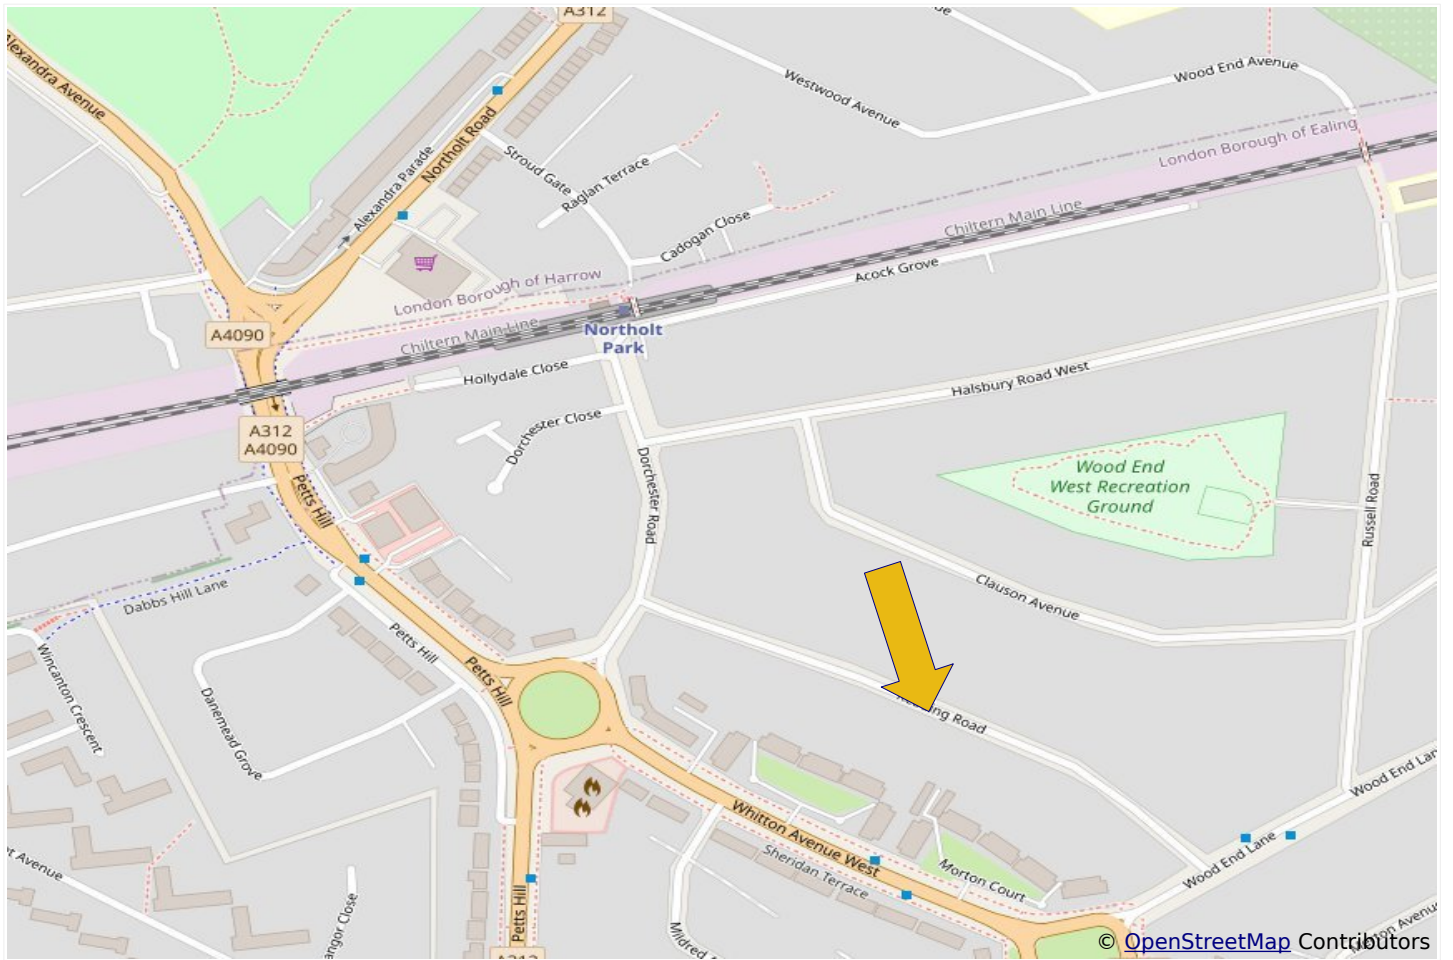 A312
Alexandra Avenue
Westwood Avenue
Wood End Avenue
Northolt Road
Alexandra Parade
Stroud Gate
Raglan Terrace
Cadogan Close
London Borough of Ealing
Chiltern Main Line
Acock Grove
London Borough of Harrow
Chiltern Main Line
A4090
Northolt
Park
Hollydale Close
Halsbury Road West
Dorchester Close
A312
A4090
Petts Hill
Dorchester Road
Wood End
West Recreation
Ground
Russell Road
Clauson Avenue
Dabbs Hill Lane
Petts Hill
Petts Hill
Wincanton Crescent
Danemead Grove
Road
Wood End Lane
Whitton Avenue West
Sheridan Terrace
Morton Court
Wood End Lane
Avenue
Petts Hill
Mildred
A312
© OpenStreetMap Contributors